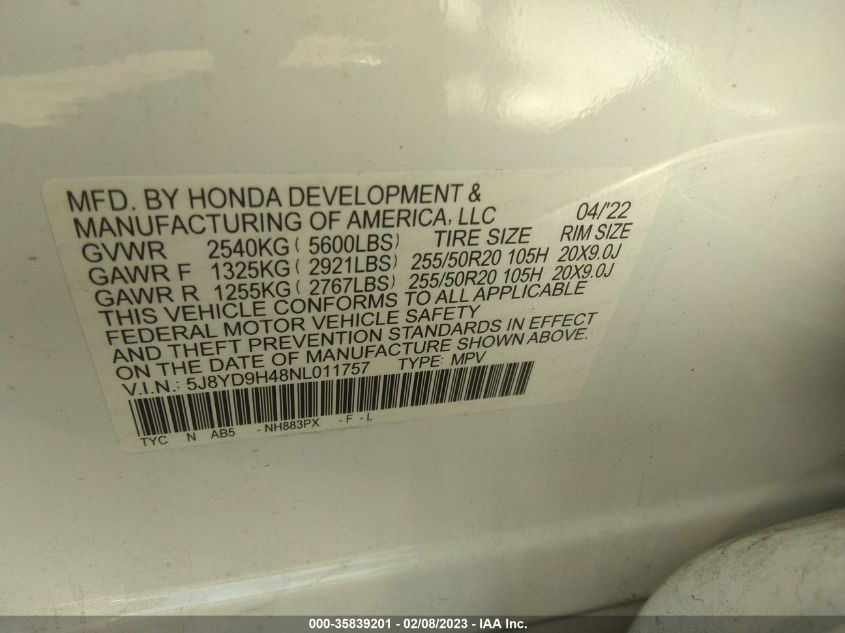 MFD. BY HONDA DEVELOPMENT &
MANUFACTURING OF AMERICA, LLC 04/'22
GVWR 2540KG ( 5600LBS) TIRE SIZE RIM SIZE
GAWR F 1325KG ( 2921LBS) 255/50R20 105H 20X9.0J
GAWR R 1255KG ( 2767LBS) 255/50R20 105H 20X9.0J
THIS VEHICLE CONFORMS TO ALL APPLICABLE
FEDERAL MOTOR VEHICLE SAFETY
AND THEFT PREVENTION STANDARDS IN EFFECT
ON THE DATE OF MANUFACTURE SHOWN ABOVE.
V.I.N.: 5J8YD9H48NL011757 TYPE: MPV
TYC N AB5 - NH883PX - F - L
000-35839201 - 02/08/2023 - IAA Inc.